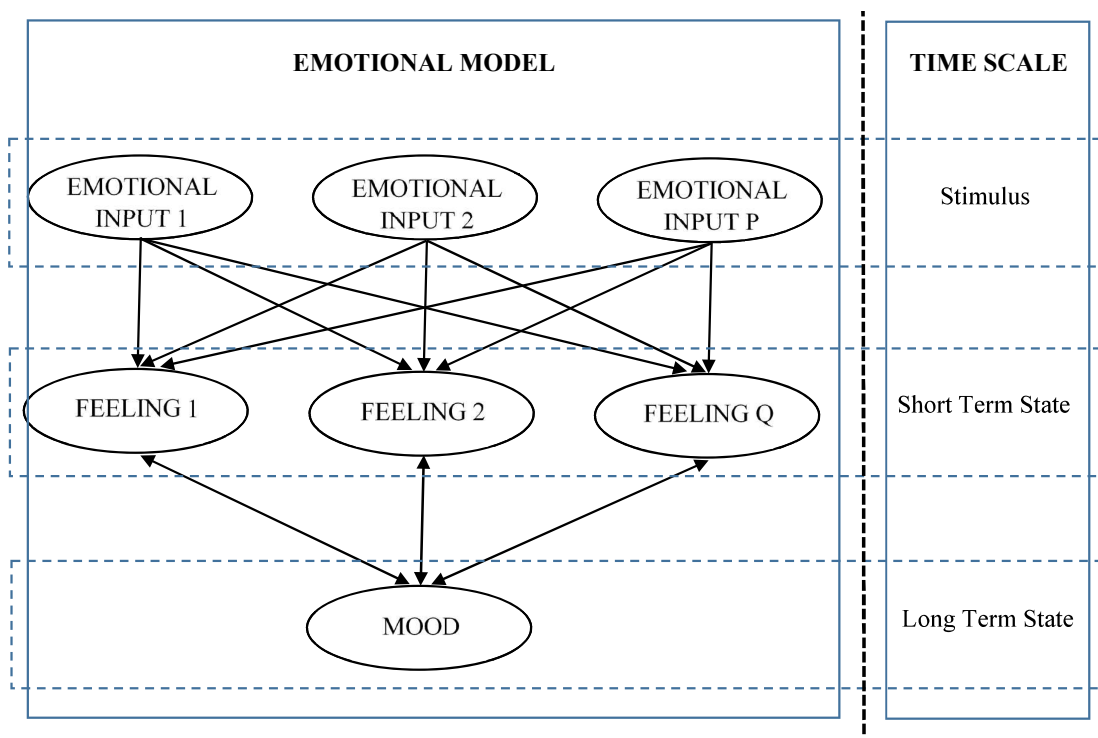 EMOTIONAL MODEL
TIME SCALE
EMOTIONAL
INPUT 1
EMOTIONAL
INPUT 2
EMOTIONAL
INPUT P
Stimulus
FEELING 1
FEELING 2
FEELING Q
Short Term State
MOOD
Long Term State